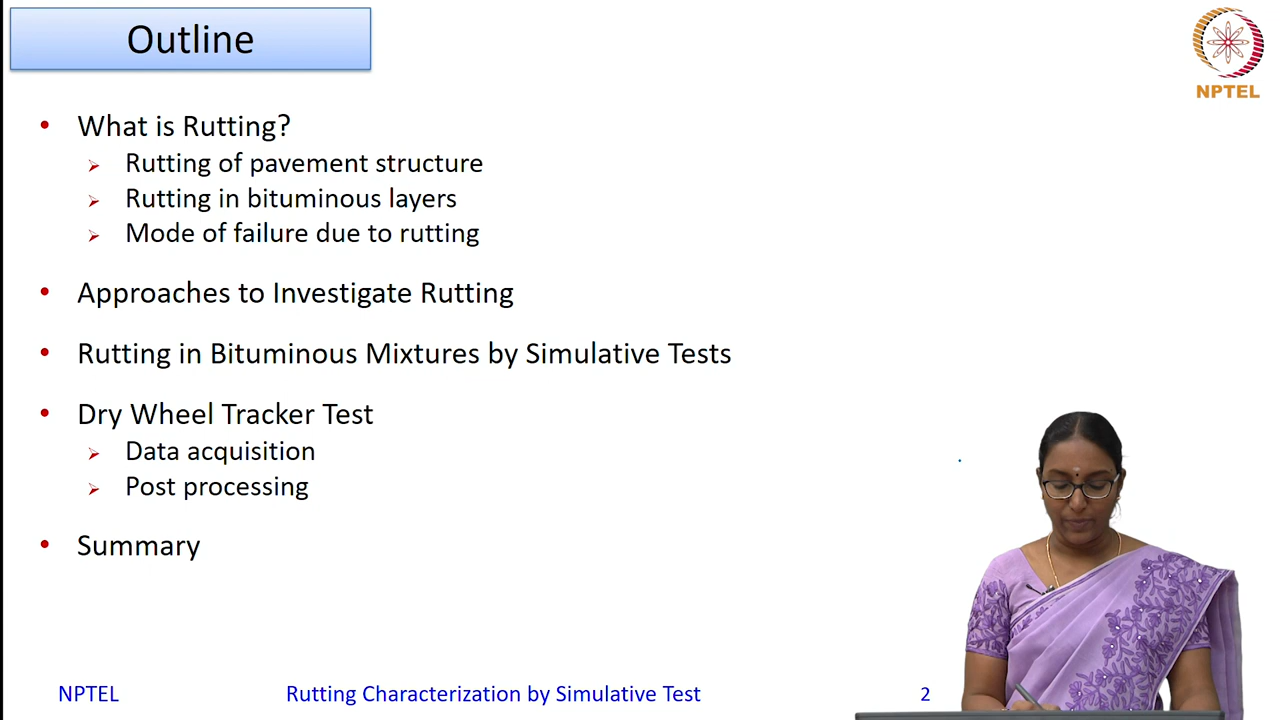 Outline
NPTEL
What is Rutting?
Rutting of pavement structure
Rutting in bituminous layers
Mode of failure due to rutting
Approaches to Investigate Rutting
Rutting in Bituminous Mixtures by Simulative Tests
Dry Wheel Tracker Test
Data acquisition
Post processing
Summary
NPTEL
Rutting Characterization by Simulative Test
2